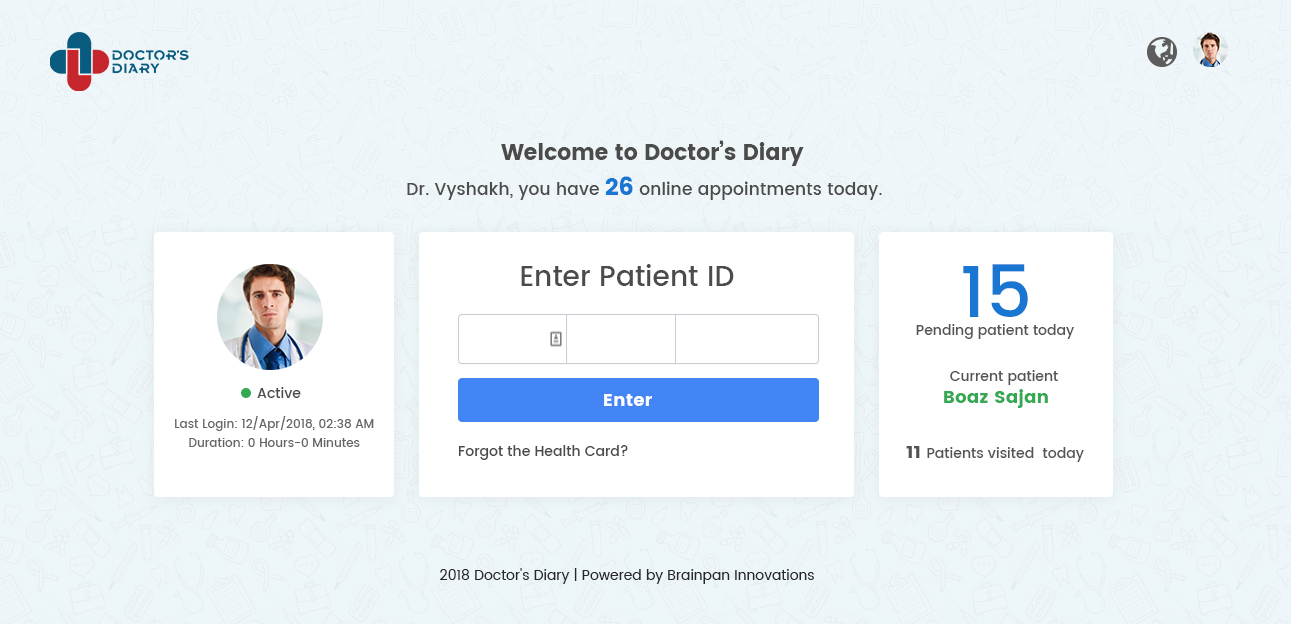 DOCTOR'S
DIARY
Welcome to Doctor's Diary
Dr. Vyshakh, you have 26 online appointments today.
Active
Last Login: 12/Apr/2018, 02:38 AM
Duration: 0 Hours-0 Minutes
Enter Patient ID
Enter
Forgot the Health Card?
15
Pending patient today
Current patient
Boaz Sajan
11 Patients visited today
2018 Doctor's Diary | Powered by Brainpan Innovations